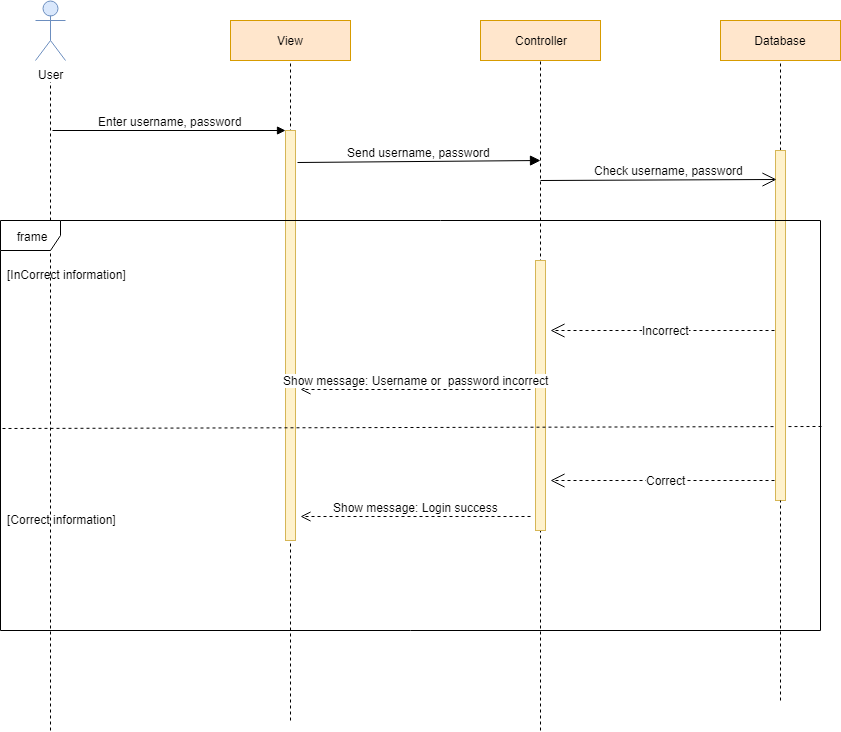 User
View
Controller
Database
Enter username, password
Send username, password
Check username, password
frame
[InCorrect information]
Incorrect
Show message: Username or  password incorrect
Correct
Show message: Login success
[Correct information]